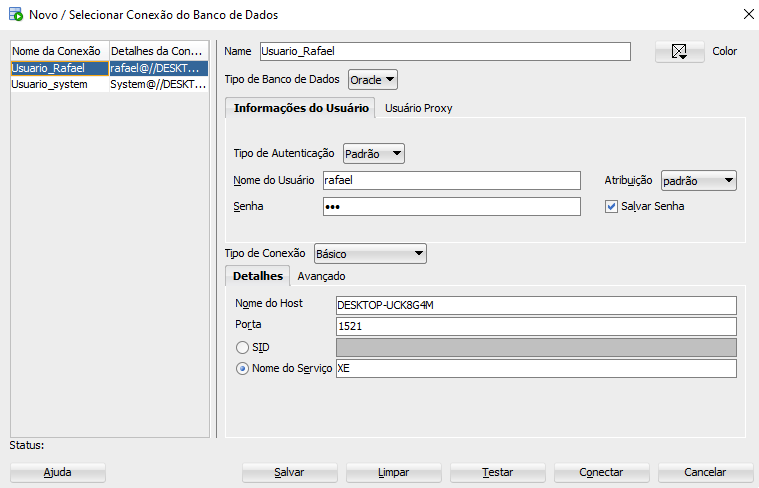 Novo / Selecionar Conexão do Banco de Dados
Nome da Conexão Detalhes da Con...
Usuario_Rafael rafael@//DESKT...
Usuario_system System@//DESKT...
Name Usuario_Rafael Color
Tipo de Banco de Dados Oracle
Informações do Usuário Usuário Proxy
Tipo de Autenticação Padrão
Nome do Usuário rafael Atribuição padrão
Senha ••• Salvar Senha
Tipo de Conexão Básico
Detalhes Avançado
Nome do Host DESKTOP-UCK8G4M
Porta 1521
SID
Nome do Serviço XE
Status:
Ajuda Salvar Limpar Testar Conectar Cancelar